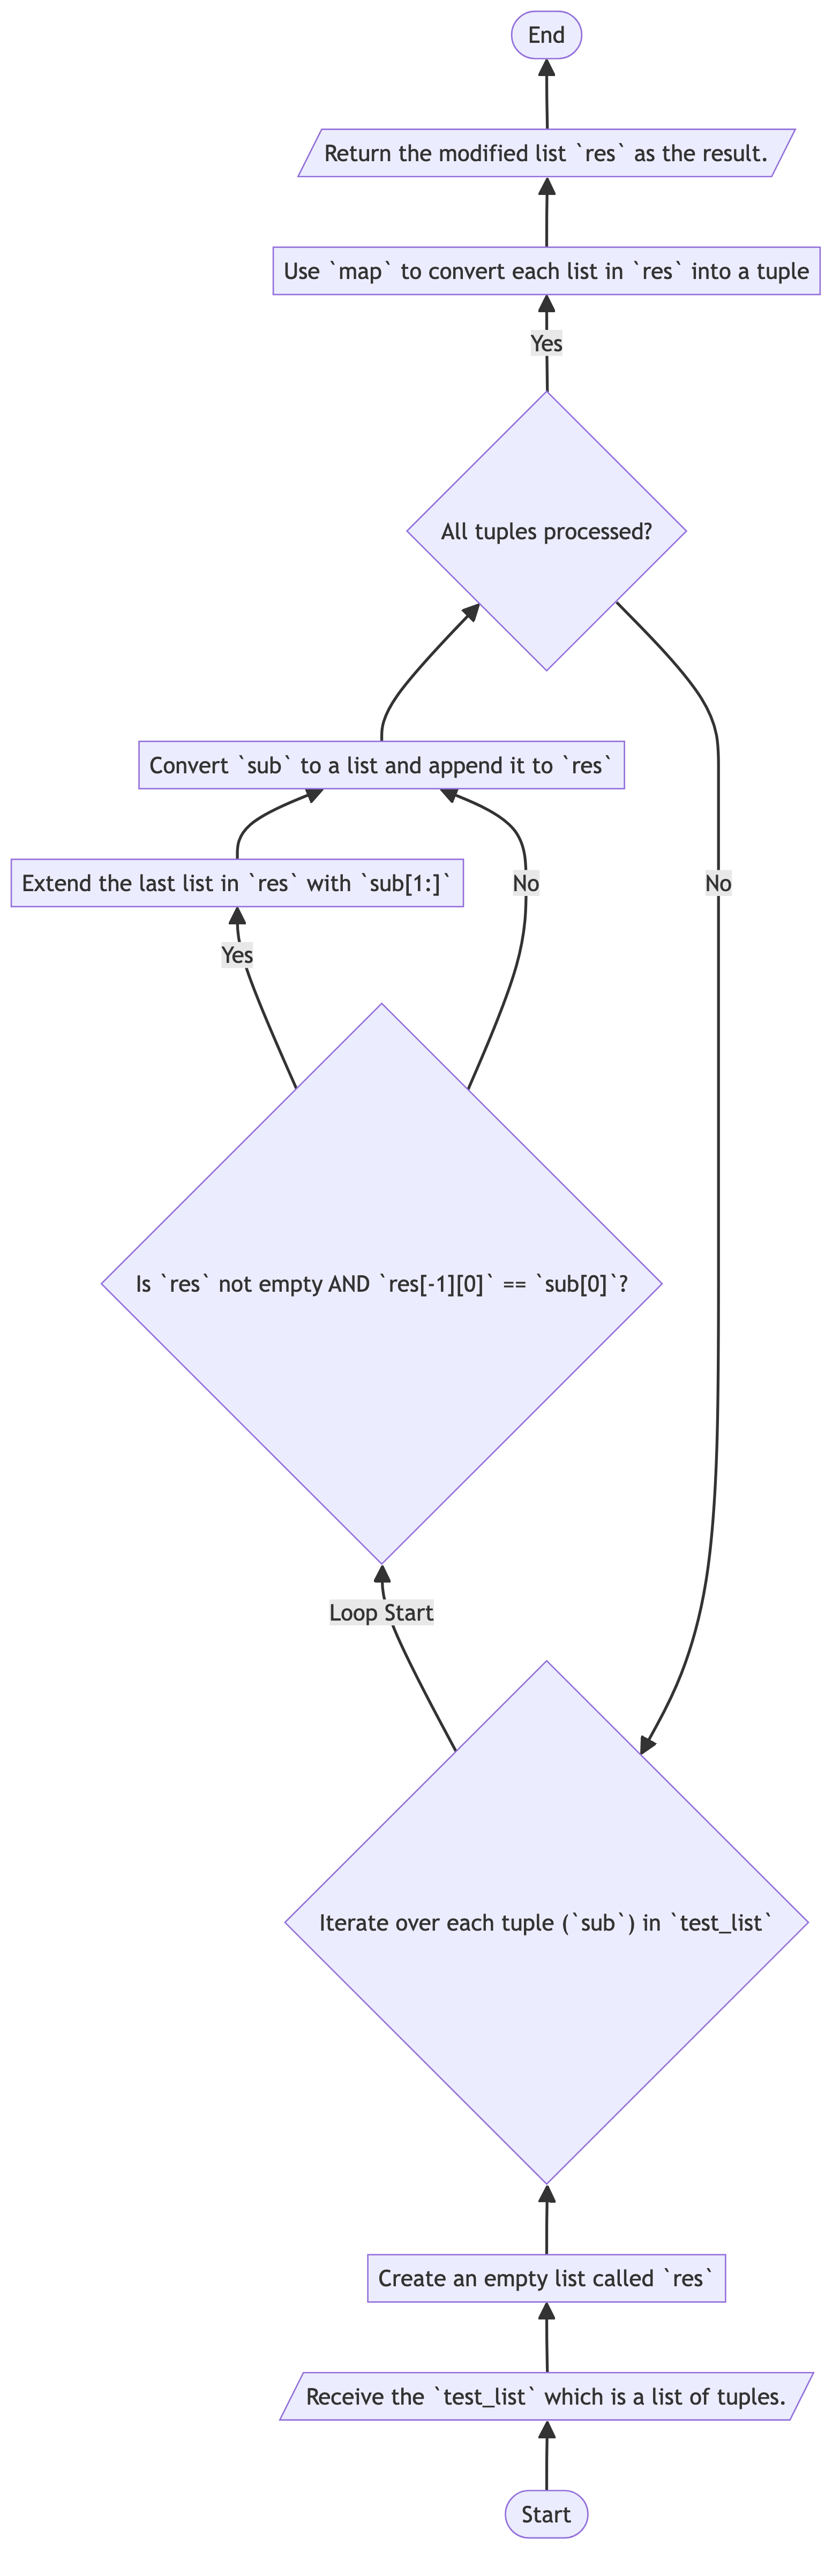 End
Return the modified list `res` as the result.
Use `map` to convert each list in `res` into a tuple
Yes
All tuples processed?
Convert `sub` to a list and append it to `res`
Extend the last list in `res` with `sub[1:]`
No
No
Yes
Is `res` not empty AND `res[-1][0]` == `sub[0]`?
Loop Start
Iterate over each tuple (`sub`) in `test_list`
Create an empty list called `res`
Receive the `test_list` which is a list of tuples.
Start